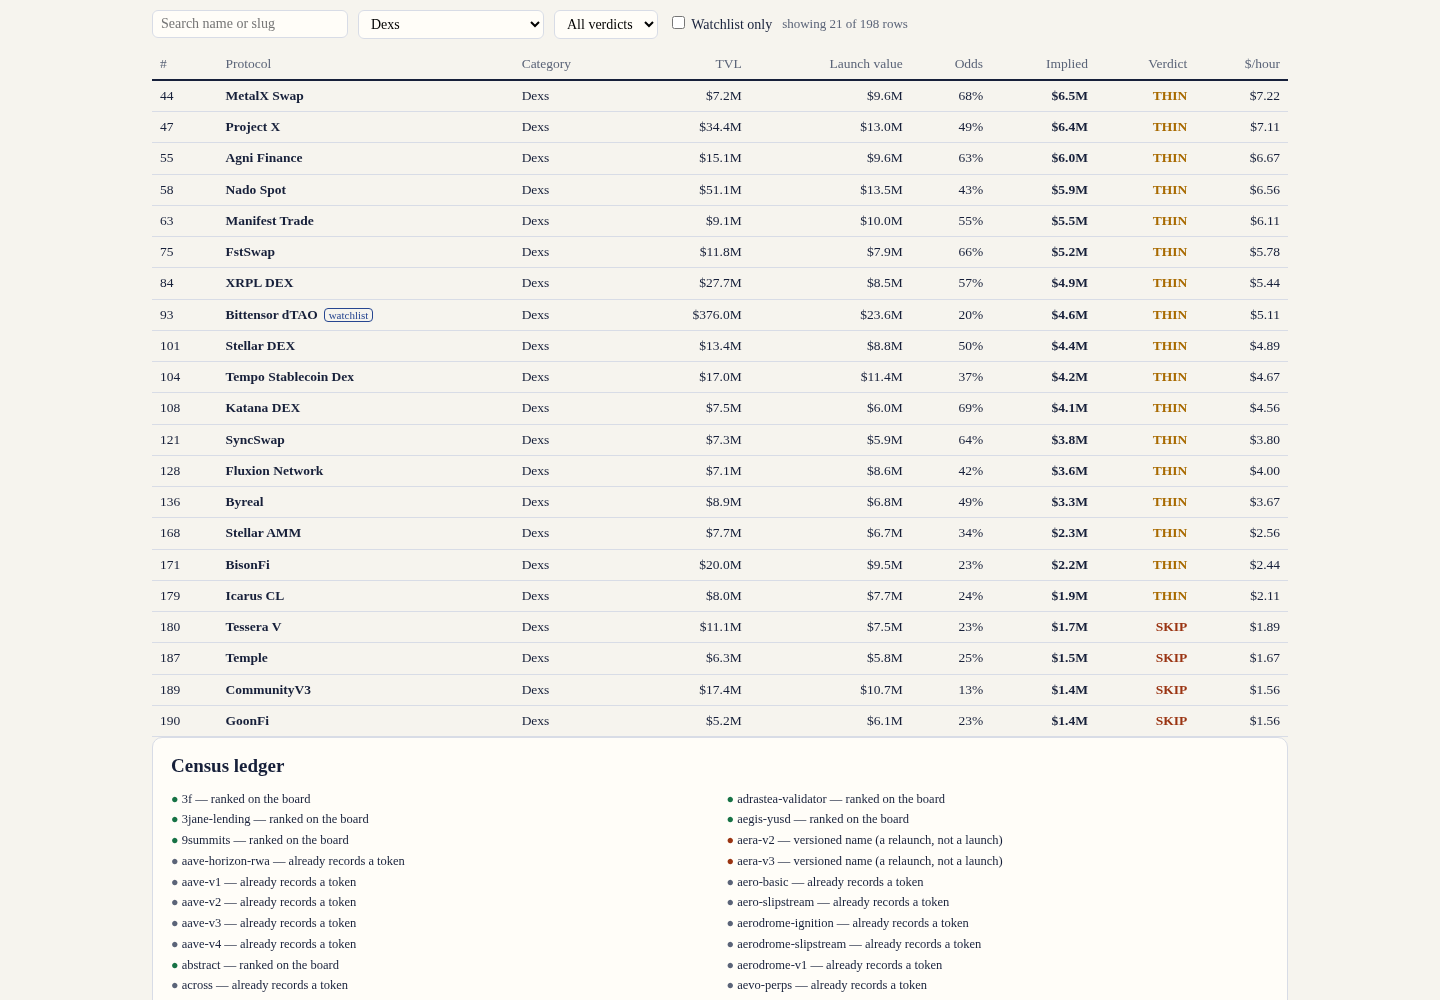 Search name or slug Dexs All verdicts Watchlist only showing 21 of 198 rows
# Protocol Category TVL Launch value Odds Implied Verdict $/hour
44 MetalX Swap Dexs $7.2M $9.6M 68% $6.5M THIN $7.22
47 Project X Dexs $34.4M $13.0M 49% $6.4M THIN $7.11
55 Agni Finance Dexs $15.1M $9.6M 63% $6.0M THIN $6.67
58 Nado Spot Dexs $51.1M $13.5M 43% $5.9M THIN $6.56
63 Manifest Trade Dexs $9.1M $10.0M 55% $5.5M THIN $6.11
75 FstSwap Dexs $11.8M $7.9M 66% $5.2M THIN $5.78
84 XRPL DEX Dexs $27.7M $8.5M 57% $4.9M THIN $5.44
93 Bittensor dTAO watchlist Dexs $376.0M $23.6M 20% $4.6M THIN $5.11
101 Stellar DEX Dexs $13.4M $8.8M 50% $4.4M THIN $4.89
104 Tempo Stablecoin Dex Dexs $17.0M $11.4M 37% $4.2M THIN $4.67
108 Katana DEX Dexs $7.5M $6.0M 69% $4.1M THIN $4.56
121 SyncSwap Dexs $7.3M $5.9M 64% $3.8M THIN $3.80
128 Fluxion Network Dexs $7.1M $8.6M 42% $3.6M THIN $4.00
136 Byreal Dexs $8.9M $6.8M 49% $3.3M THIN $3.67
168 Stellar AMM Dexs $7.7M $6.7M 34% $2.3M THIN $2.56
171 BisonFi Dexs $20.0M $9.5M 23% $2.2M THIN $2.44
179 Icarus CL Dexs $8.0M $7.7M 24% $1.9M THIN $2.11
180 Tessera V Dexs $11.1M $7.5M 23% $1.7M SKIP $1.89
187 Temple Dexs $6.3M $5.8M 25% $1.5M SKIP $1.67
189 CommunityV3 Dexs $17.4M $10.7M 13% $1.4M SKIP $1.56
190 GoonFi Dexs $5.2M $6.1M 23% $1.4M SKIP $1.56
Census ledger
● 3f — ranked on the board
● 3jane-lending — ranked on the board
● 9summits — ranked on the board
● aave-horizon-rwa — already records a token
● aave-v1 — already records a token
● aave-v2 — already records a token
● aave-v3 — already records a token
● aave-v4 — already records a token
● abstract — ranked on the board
● across — already records a token
● adrastea-validator — ranked on the board
● aegis-yusd — ranked on the board
● aera-v2 — versioned name (a relaunch, not a launch)
● aera-v3 — versioned name (a relaunch, not a launch)
● aero-basic — already records a token
● aero-slipstream — already records a token
● aerodrome-ignition — already records a token
● aerodrome-slipstream — already records a token
● aerodrome-v1 — already records a token
● aevo-perps — already records a token